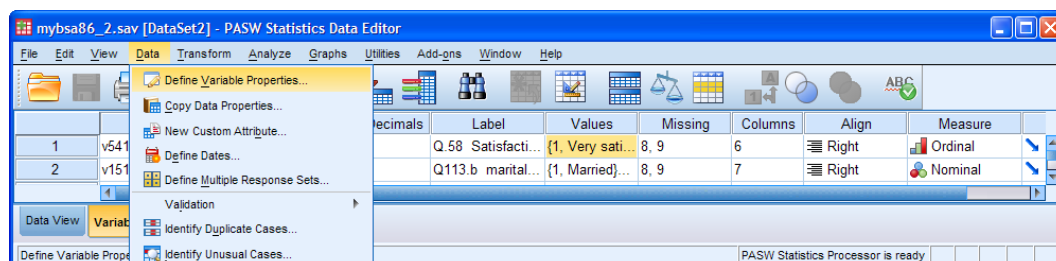 mybsa86_2.sav [DataSet2] - PASW Statistics Data Editor
File Edit View Data Transform Analyze Graphs Utilities Add-ons Window Help
Define Variable Properties...
ABC
Copy Data Properties...
Decimals Label Values Missing Columns Align Measure
New Custom Attribute...
1 v541 Q.58 Satisfacti... {1, Very sati... 8, 9 6 Right Ordinal
Define Dates...
2 v151 Q113.b marital... {1, Married}... 8, 9 7 Right Nominal
Define Multiple Response Sets...
Validation
Data View Variab
Identify Duplicate Cases...
Define Variable Prope
Identify Unusual Cases...
PASW Statistics Processor is ready